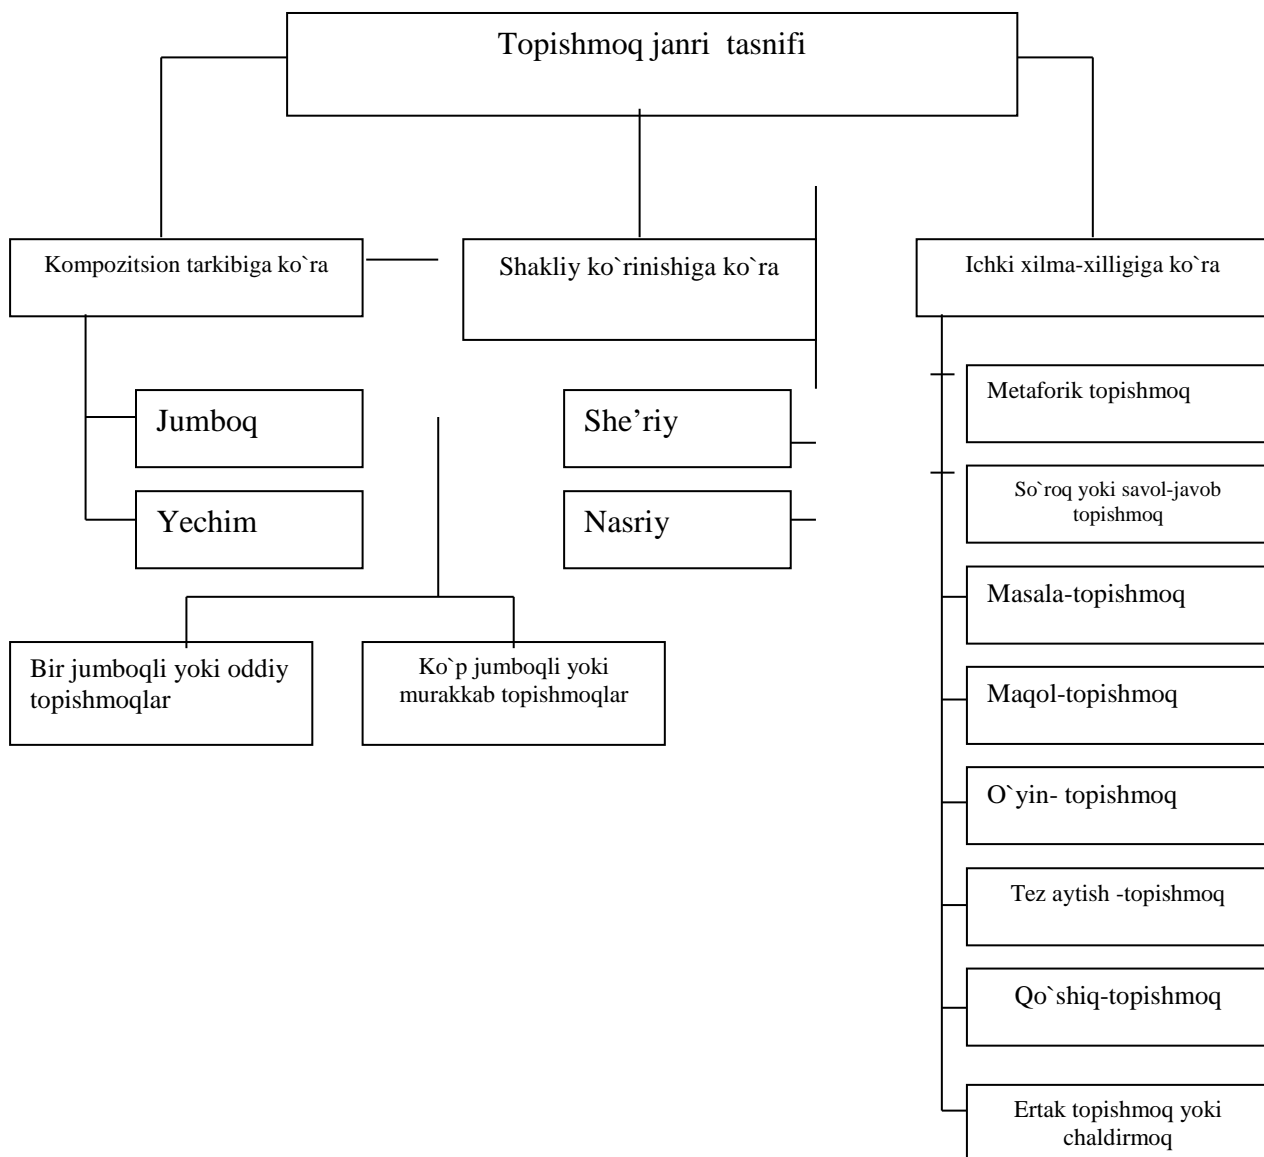 Topishmoq janri  tasnifi
Kompozitsion tarkibiga ko`ra
Shakliy ko`rinishiga ko`ra
Ichki xilma-xilligiga ko`ra
Jumboq
Yechim
Bir jumboqli yoki oddiy
topishmoqlar
Ko`p jumboqli yoki
murakkab topishmoqlar
She’riy
Nasriy
Metaforik topishmoq
So`roq yoki savol-javob
topishmoq
Masala-topishmoq
Maqol-topishmoq
O`yin- topishmoq
Tez aytish -topishmoq
Qo`shiq-topishmoq
Ertak topishmoq yoki
chaldirmoq